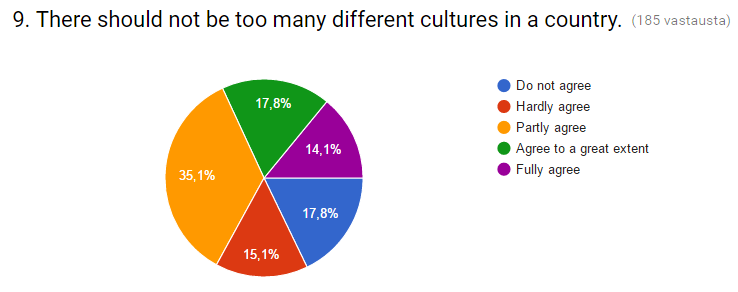 9. There should not be too many different cultures in a country. (185 vastausta)
17,8%
14,1%
35,1%
17,8%
15,1%
Do not agree
Hardly agree
Partly agree
Agree to a great extent
Fully agree